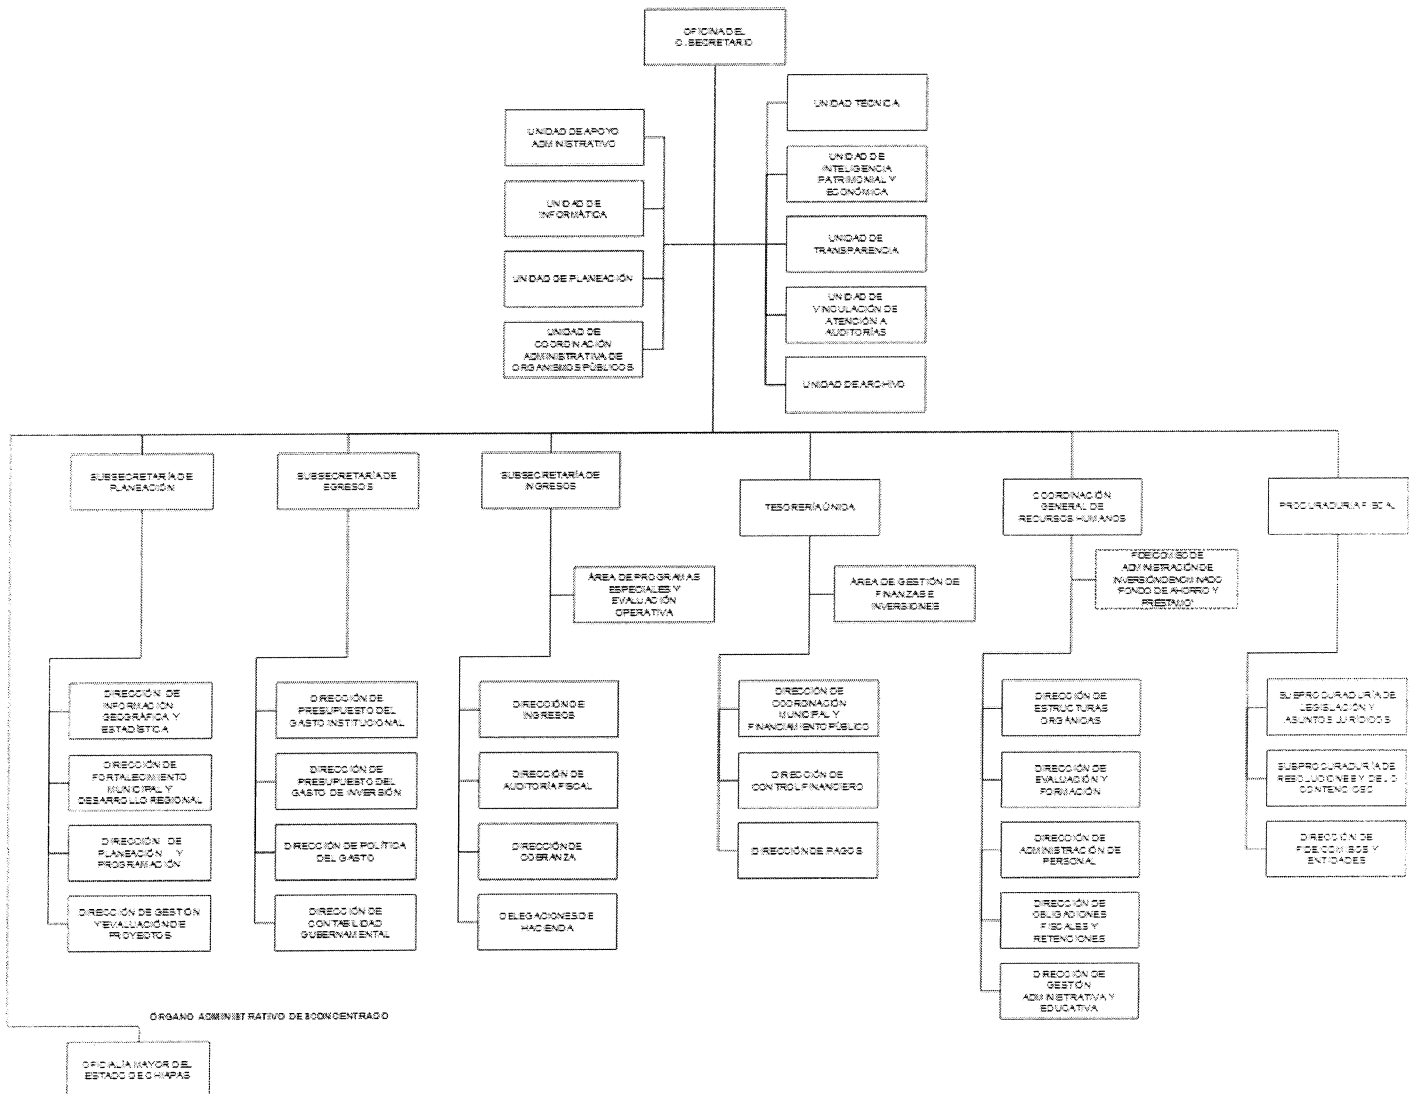 OFICINA DEL
C. SECRETARIO
UNIDAD TÉCNICA
UNIDAD DE APOYO
ADMINISTRATIVO
UNIDAD DE
INTELIGENCIA
PATRIMONIAL Y
ECONÓMICA
UNIDAD DE
INFORMÁTICA
UNIDAD DE
TRANSPARENCIA
UNIDAD DE PLANEACIÓN
UNIDAD DE
VINCULACIÓN DE
ATENCIÓN A
AUDITORÍAS
UNIDAD DE
COORDINACIÓN
ADMINISTRATIVA DE
ORGANISMOS PÚBLICOS
UNIDAD DE ARCHIVO
SUBSECRETARÍA DE
PLANEACIÓN
SUBSECRETARÍA DE
EGRESOS
SUBSECRETARÍA DE
INGRESOS
TESORERÍA ÚNICA
COORDINACIÓN
GENERAL DE
RECURSOS HUMANOS
PROCURADURÍA FISCAL
ÁREA DE PROGRAMAS
ESPECIALES Y
EVALUACIÓN
OPERATIVA
ÁREA DE GESTIÓN DE
FINANZAS E
INVERSIONES
FIDEICOMISO DE
ADMINISTRACIÓN DE
INVERSIÓN DENOMINADO
"FONDO DE AHORRO Y
PRÉSTAMO"
DIRECCIÓN DE
INFORMACIÓN
GEOGRÁFICA Y
ESTADÍSTICA
DIRECCIÓN DE
FORTALECIMIENTO
MUNICIPAL Y
DESARROLLO REGIONAL
DIRECCIÓN DE
PLANEACIÓN Y
PROGRAMACIÓN
DIRECCIÓN DE GESTIÓN
Y EVALUACIÓN DE
PROYECTOS
DIRECCIÓN DE
PRESUPUESTO DEL
GASTO INSTITUCIONAL
DIRECCIÓN DE
PRESUPUESTO DEL
GASTO DE INVERSIÓN
DIRECCIÓN DE POLÍTICA
DEL GASTO
DIRECCIÓN DE
CONTABILIDAD
GUBERNAMENTAL
DIRECCIÓN DE
INGRESOS
DIRECCIÓN DE
AUDITORÍA FISCAL
DIRECCIÓN DE
COBRANZA
DELEGACIONES DE
HACIENDA
DIRECCIÓN DE
COORDINACIÓN
MUNICIPAL Y
FINANCIAMIENTO PÚBLICO
DIRECCIÓN DE
CONTROL FINANCIERO
DIRECCIÓN DE PAGOS
DIRECCIÓN DE
ESTRUCTURAS
ORGÁNICAS
DIRECCIÓN DE
EVALUACIÓN Y
FORMACIÓN
DIRECCIÓN DE
ADMINISTRACIÓN DE
PERSONAL
DIRECCIÓN DE
OBLIGACIONES
FISCALES Y
RETENCIONES
DIRECCIÓN DE
GESTIÓN
ADMINISTRATIVA Y
EDUCATIVA
SUBPROCURADURÍA DE
LEGISLACIÓN Y
ASUNTOS JURÍDICOS
SUBPROCURADURÍA DE
RESOLUCIONES Y DE LO
CONTENCIOSO
DIRECCIÓN DE
FIDEICOMISOS Y
ENTIDADES
ÓRGANO ADMINISTRATIVO DESCONCENTRADO
OFICIALÍA MAYOR DEL
ESTADO DE CHIAPAS